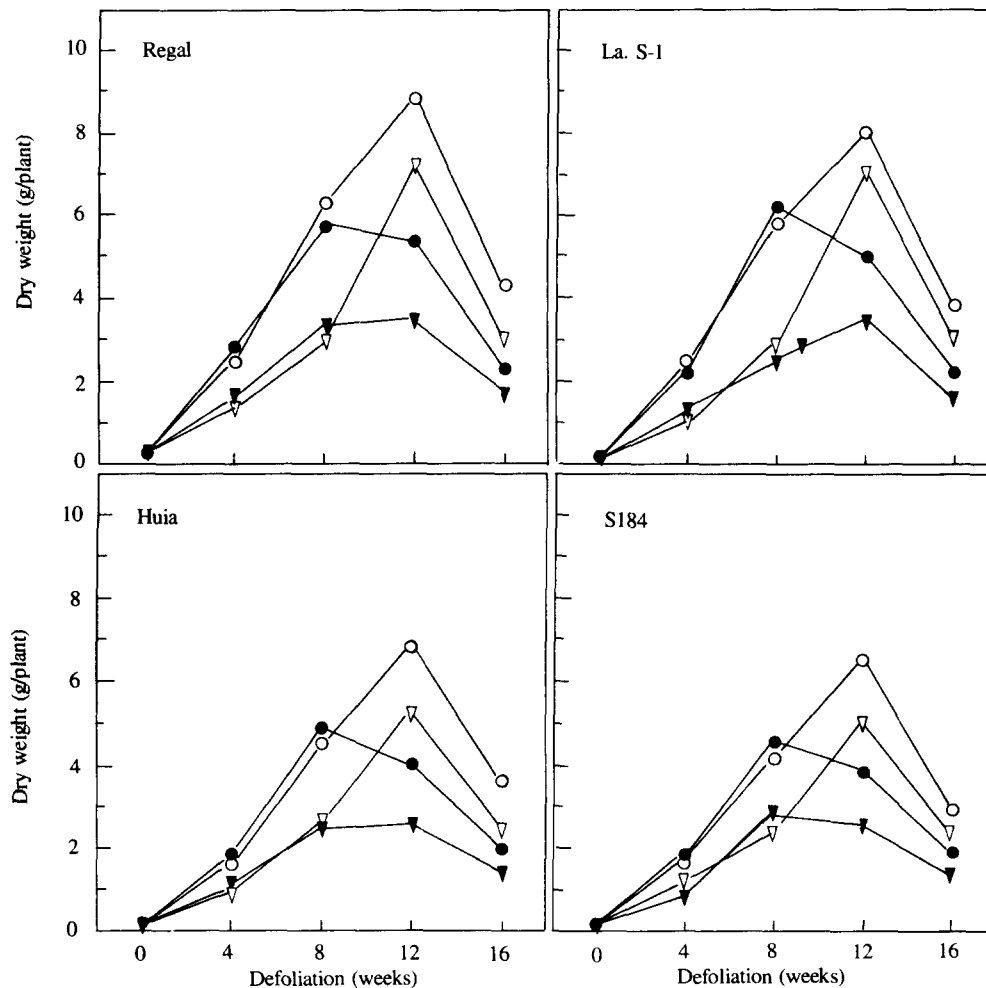 Regal
La. S-1
10
8
6
4
2
0
Dry weight (g/plant)
Huia
S184
10
8
6
4
2
0
Dry weight (g/plant)
0 4 8 12 16
Defoliation (weeks)
0 4 8 12 16
Defoliation (weeks)